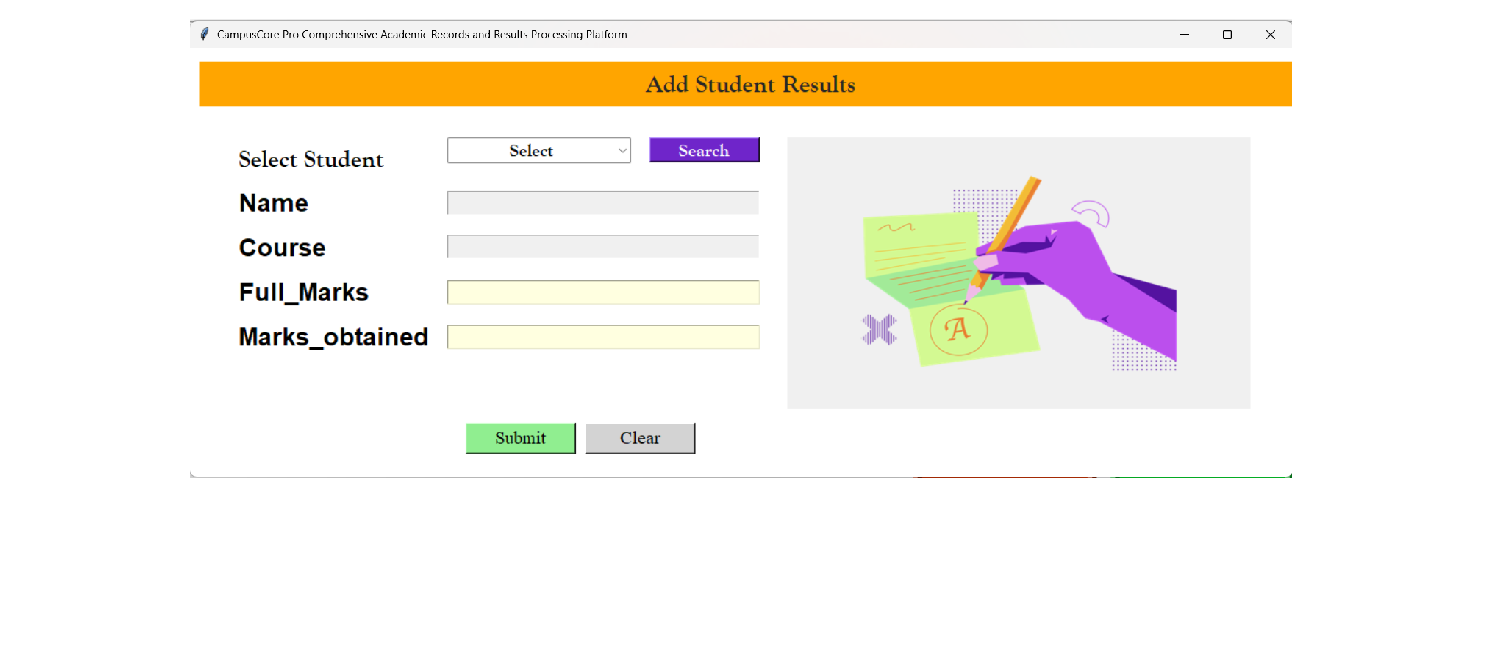 CampusCore Pro Comprehensive Academic Records and Results Processing Platform
Add Student Results
Select Student Select Search
Name
Course
Full_Marks
Marks_obtained
A
Submit Clear